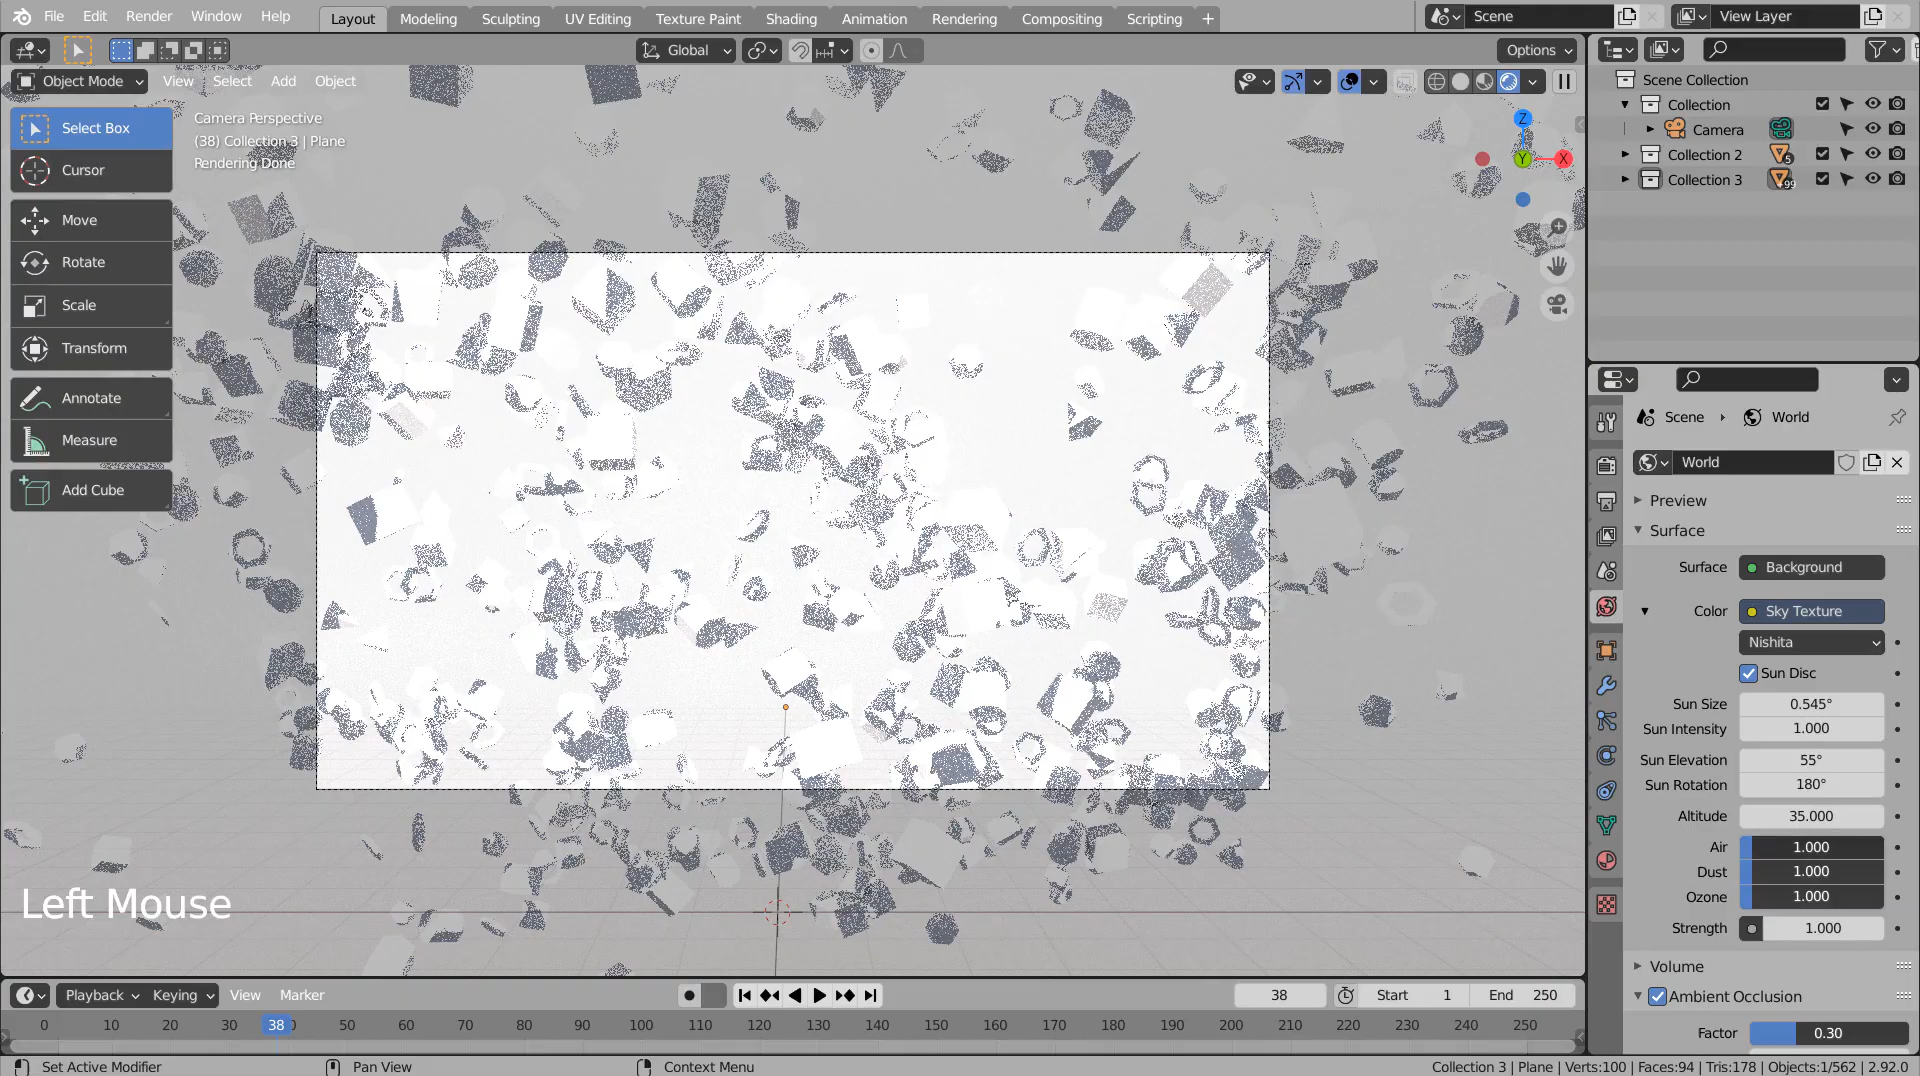 File Edit Render Window Help Layout Modeling Sculpting UV Editing Texture Paint Shading Animation Rendering Compositing Scripting + Scene View Layer
Global Options
Object Mode View Select Add Object
Scene Collection
Collection
Camera
Collection 2 5
Collection 3 +99
Select Box
Cursor
Move
Rotate
Scale
Transform
Annotate
Measure
Add Cube
Camera Perspective
(38) Collection 3 | Plane
Rendering Done
Z
Y X
Scene World
World
Preview
Surface
Surface Background
Color Sky Texture
Nishita
Sun Disc
Sun Size 0.545°
Sun Intensity 1.000
Sun Elevation 55°
Sun Rotation 180°
Altitude 35.000
Air 1.000
Dust 1.000
Ozone 1.000
Strength 1.000
Volume
Ambient Occlusion
Factor 0.30
Left Mouse
Playback Keying View Marker 38 Start 1 End 250
0 10 20 30 38 50 60 70 80 90 100 110 120 130 140 150 160 170 180 190 200 210 220 230 240 250
Set Active Modifier Pan View Context Menu Collection 3 | Plane | Verts:100 | Faces:94 | Tris:178 | Objects:1/562 | 2.92.0